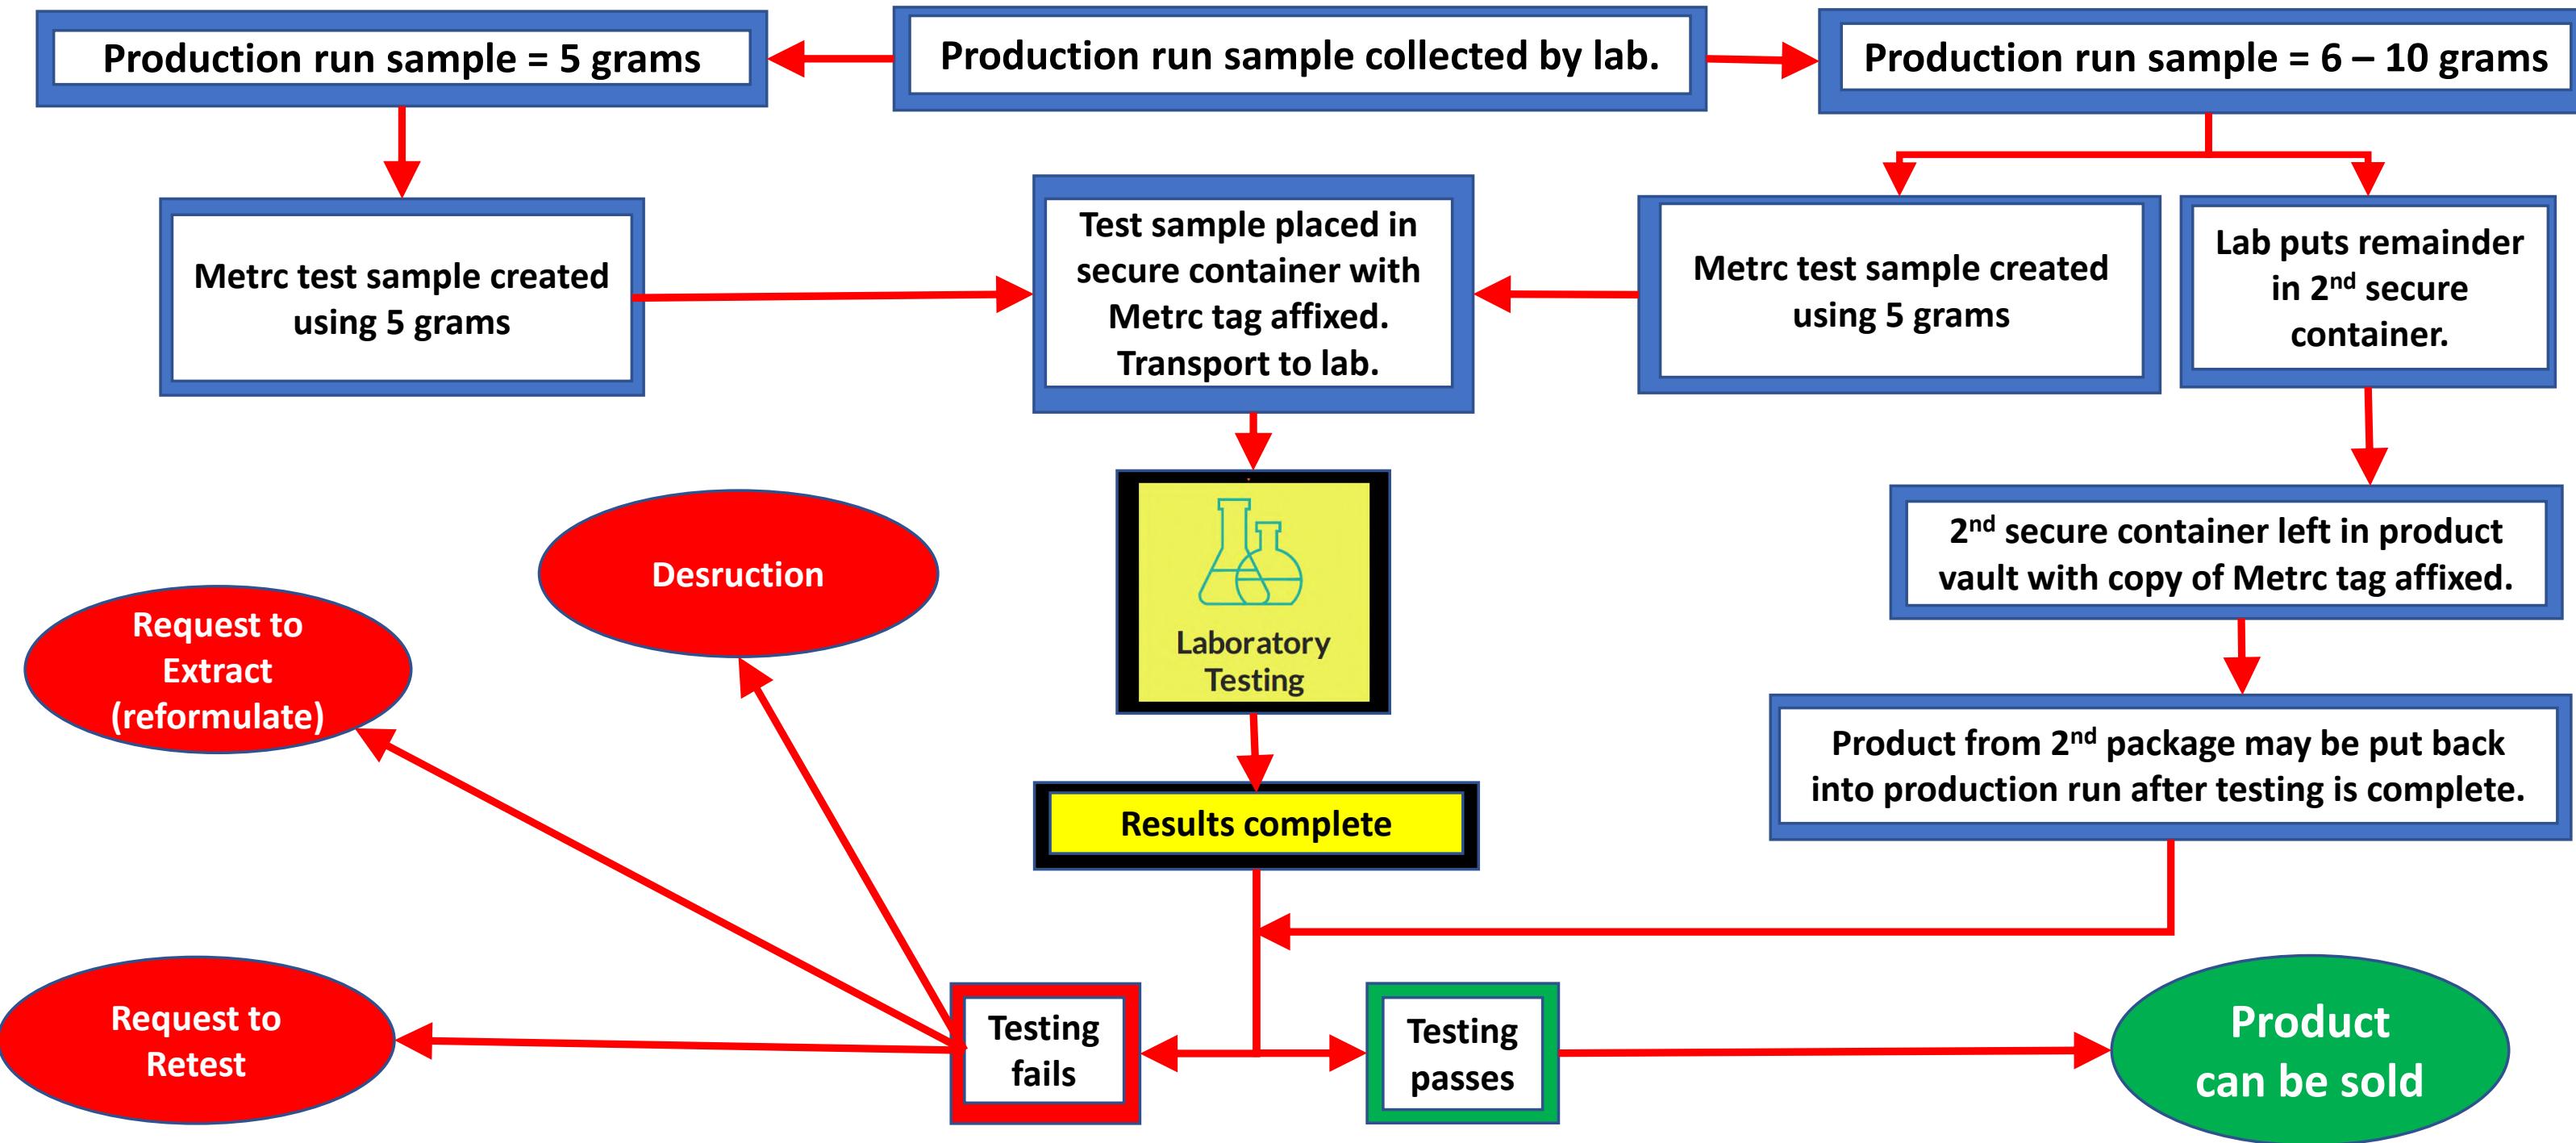 Production run sample = 5 grams
Production run sample collected by lab.
Production run sample = 6 – 10 grams
Metrc test sample created
using 5 grams
Test sample placed in
secure container with
Metrc tag affixed.
Transport to lab.
Metrc test sample created
using 5 grams
Lab puts remainder
in 2nd secure
container.
Desruction
Laboratory
Testing
2nd secure container left in product
vault with copy of Metrc tag affixed.
Request to
Extract
(reformulate)
Product from 2nd package may be put back
into production run after testing is complete.
Results complete
Request to
Retest
Testing
fails
Testing
passes
Product
can be sold